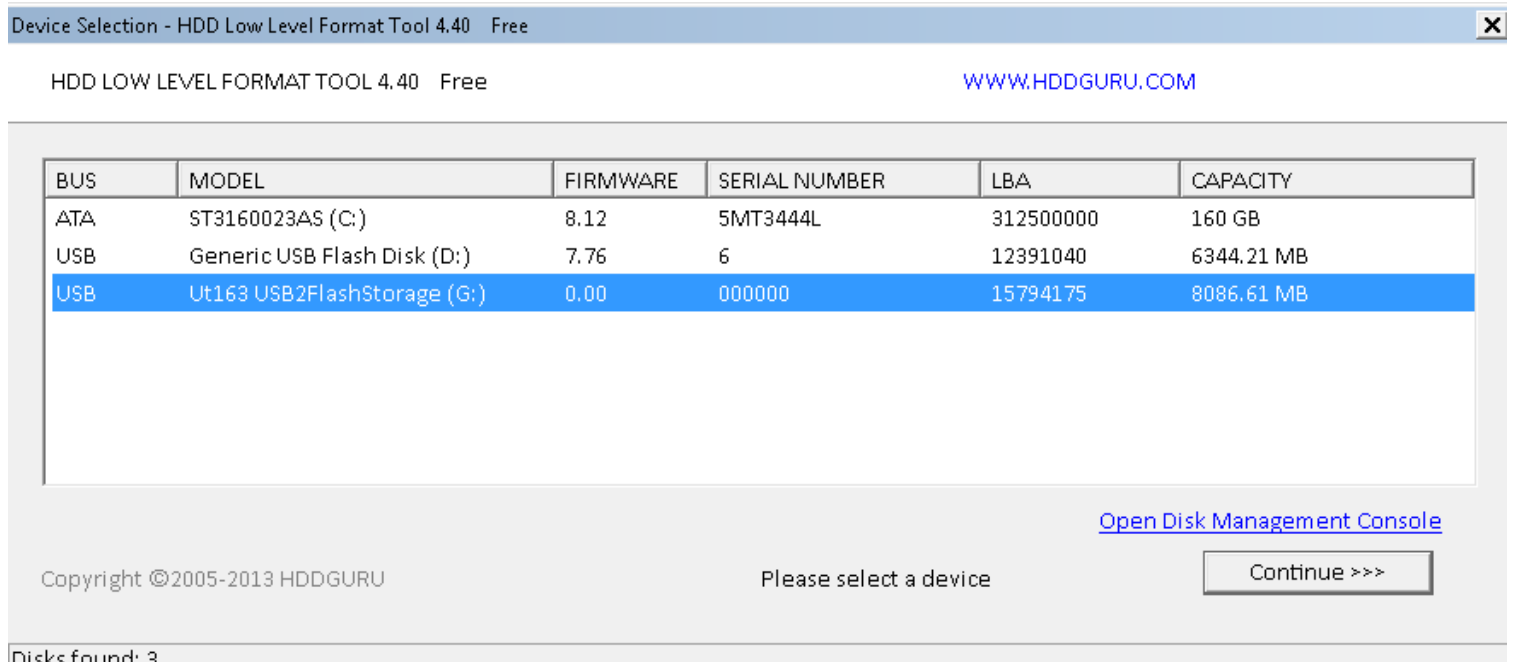 Device Selection - HDD Low Level Format Tool 4.40 Free
HDD LOW LEVEL FORMAT TOOL 4.40 Free WWW.HDDGURU.COM
BUS MODEL FIRMWARE SERIAL NUMBER LBA CAPACITY
ATA ST3160023AS (C:) 8.12 5MT3444L 312500000 160 GB
USB Generic USB Flash Disk (D:) 7.76 6 12391040 6344.21 MB
USB Ut163 USB2FlashStorage (G:) 0.00 000000 15794175 8086.61 MB
Open Disk Management Console
Copyright ©2005-2013 HDDGURU Please select a device Continue >>>
Disks found: 3